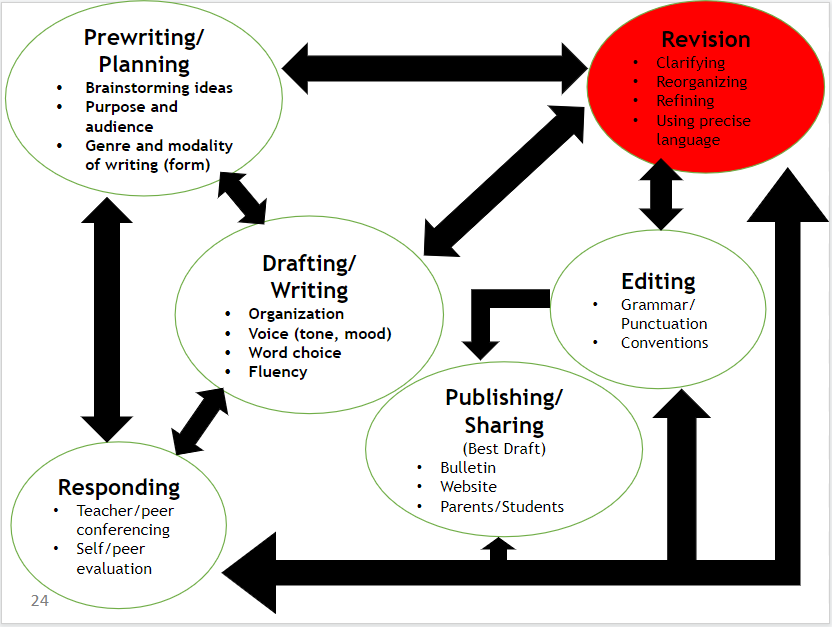 Prewriting/
Planning
• Brainstorming ideas
• Purpose and
audience
• Genre and modality
of writing (form)
Revision
• Clarifying
• Reorganizing
• Refining
• Using precise
language
Drafting/
Writing
• Organization
• Voice (tone, mood)
• Word choice
• Fluency
Editing
• Grammar/
Punctuation
• Conventions
Publishing/
Sharing
(Best Draft)
• Bulletin
• Website
• Parents/Students
Responding
• Teacher/peer
conferencing
• Self/peer
evaluation
24